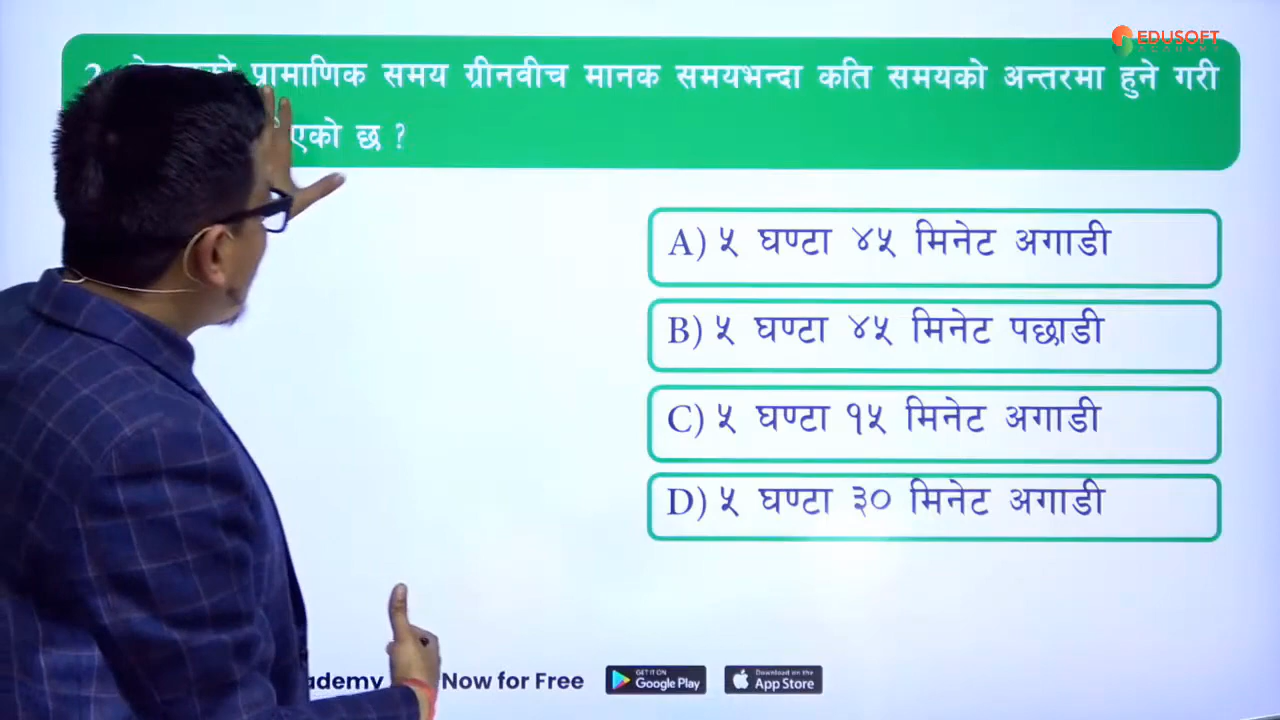 EDUSOFT
ACADEMY
प्रामाणिक समय ग्रीनवीच मानक समयभन्दा कति समयको अन्तरमा हुने गरी
एको छ ?
A) ५ घण्टा ४५ मिनेट अगाडी
B) ५ घण्टा ४५ मिनेट पछाडी
C) ५ घण्टा १५ मिनेट अगाडी
D) ५ घण्टा ३० मिनेट अगाडी
ademy Now for Free
GET IT ON
Google Play
Download on the
App Store